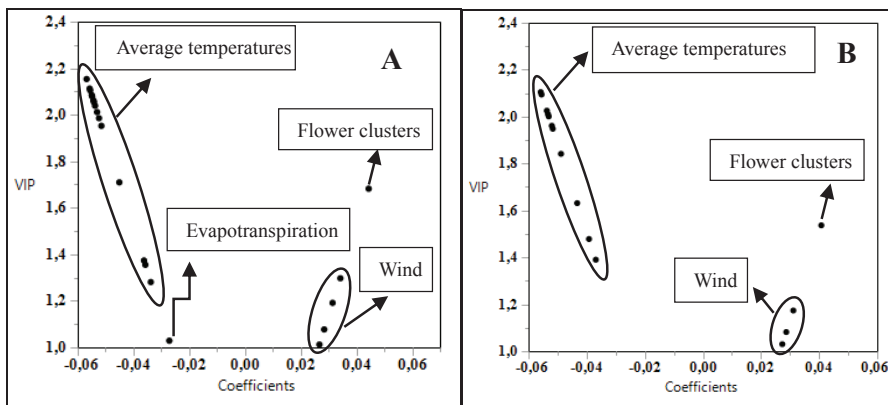 A
Average temperatures
Flower clusters
Evapotranspiration
Wind
VIP
2,4
2,2
2,0
1,8
1,6
1,4
1,2
1,0
-0,06 -0,04 -0,02 0,00 0,02 0,04 0,06
Coefficients
B
Average temperatures
Flower clusters
Wind
VIP
2,4
2,2
2,0
1,8
1,6
1,4
1,2
1,0
-0,06 -0,04 -0,02 0,00 0,02 0,04 0,06
Coefficients